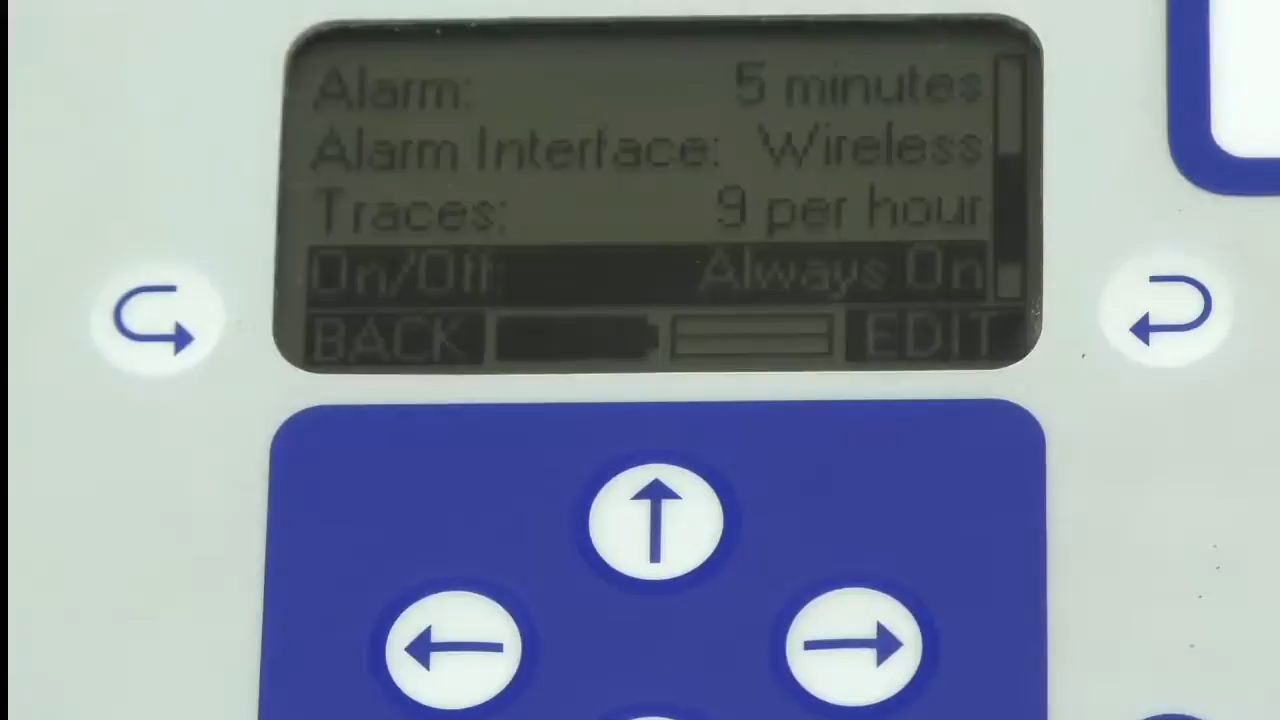 Alarm: 5 minutes
Alarm Interface: Wireless
Traces: 9 per hour
On/Off: Always On
BACK EDIT